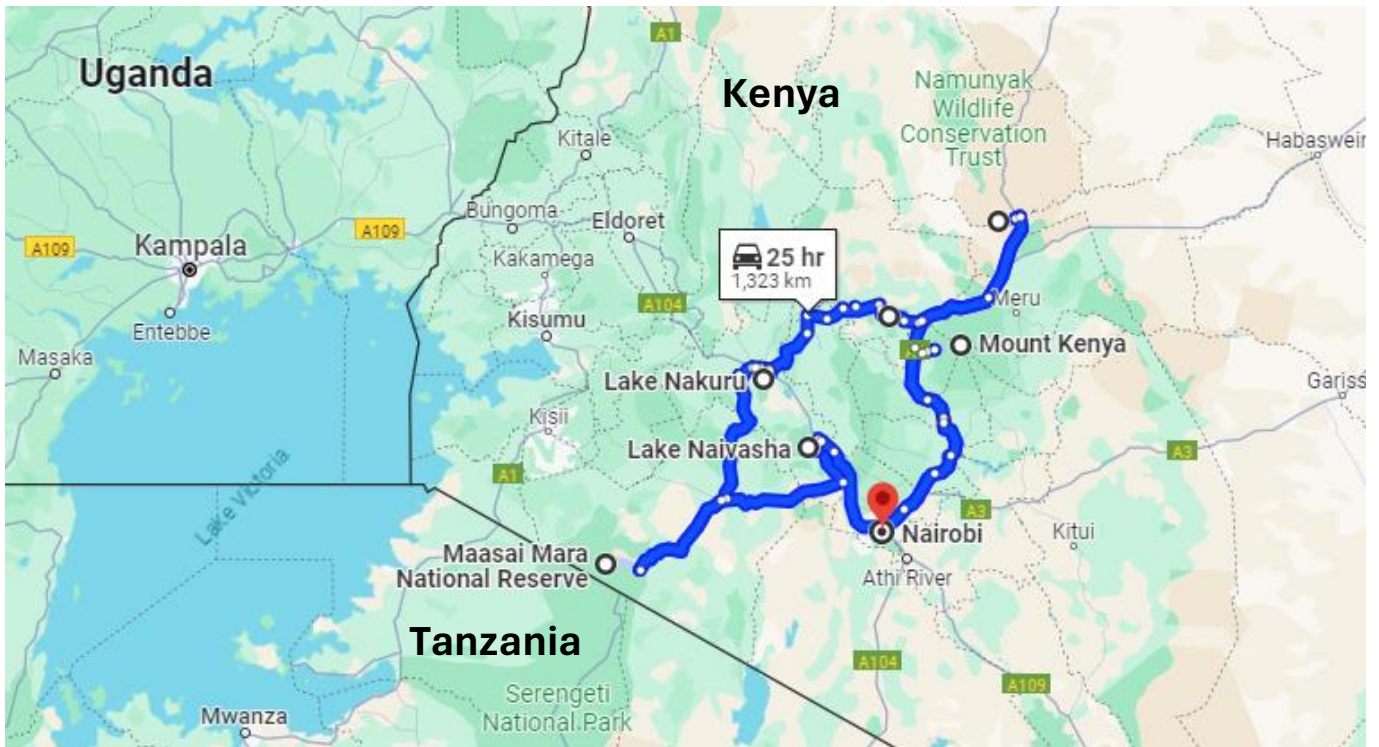 A1
Uganda
Kenya
Namunyak
Wildlife
Conservation
Trust
Kitale
Habaswein
Bungoma
Eldoret
A109
A109
Kampala
Kakamega
25 hr
1,323 km
A104
Meru
Entebbe
Kisumu
Masaka
Mount Kenya
Lake Nakuru
Gariss
Kisii
Lake Naivasha
A3
A1
Lake Victoria
A3
Nairobi
Kitui
Maasai Mara
National Reserve
Athi River
Tanzania
A104
A109
Serengeti
National Park
Mwanza